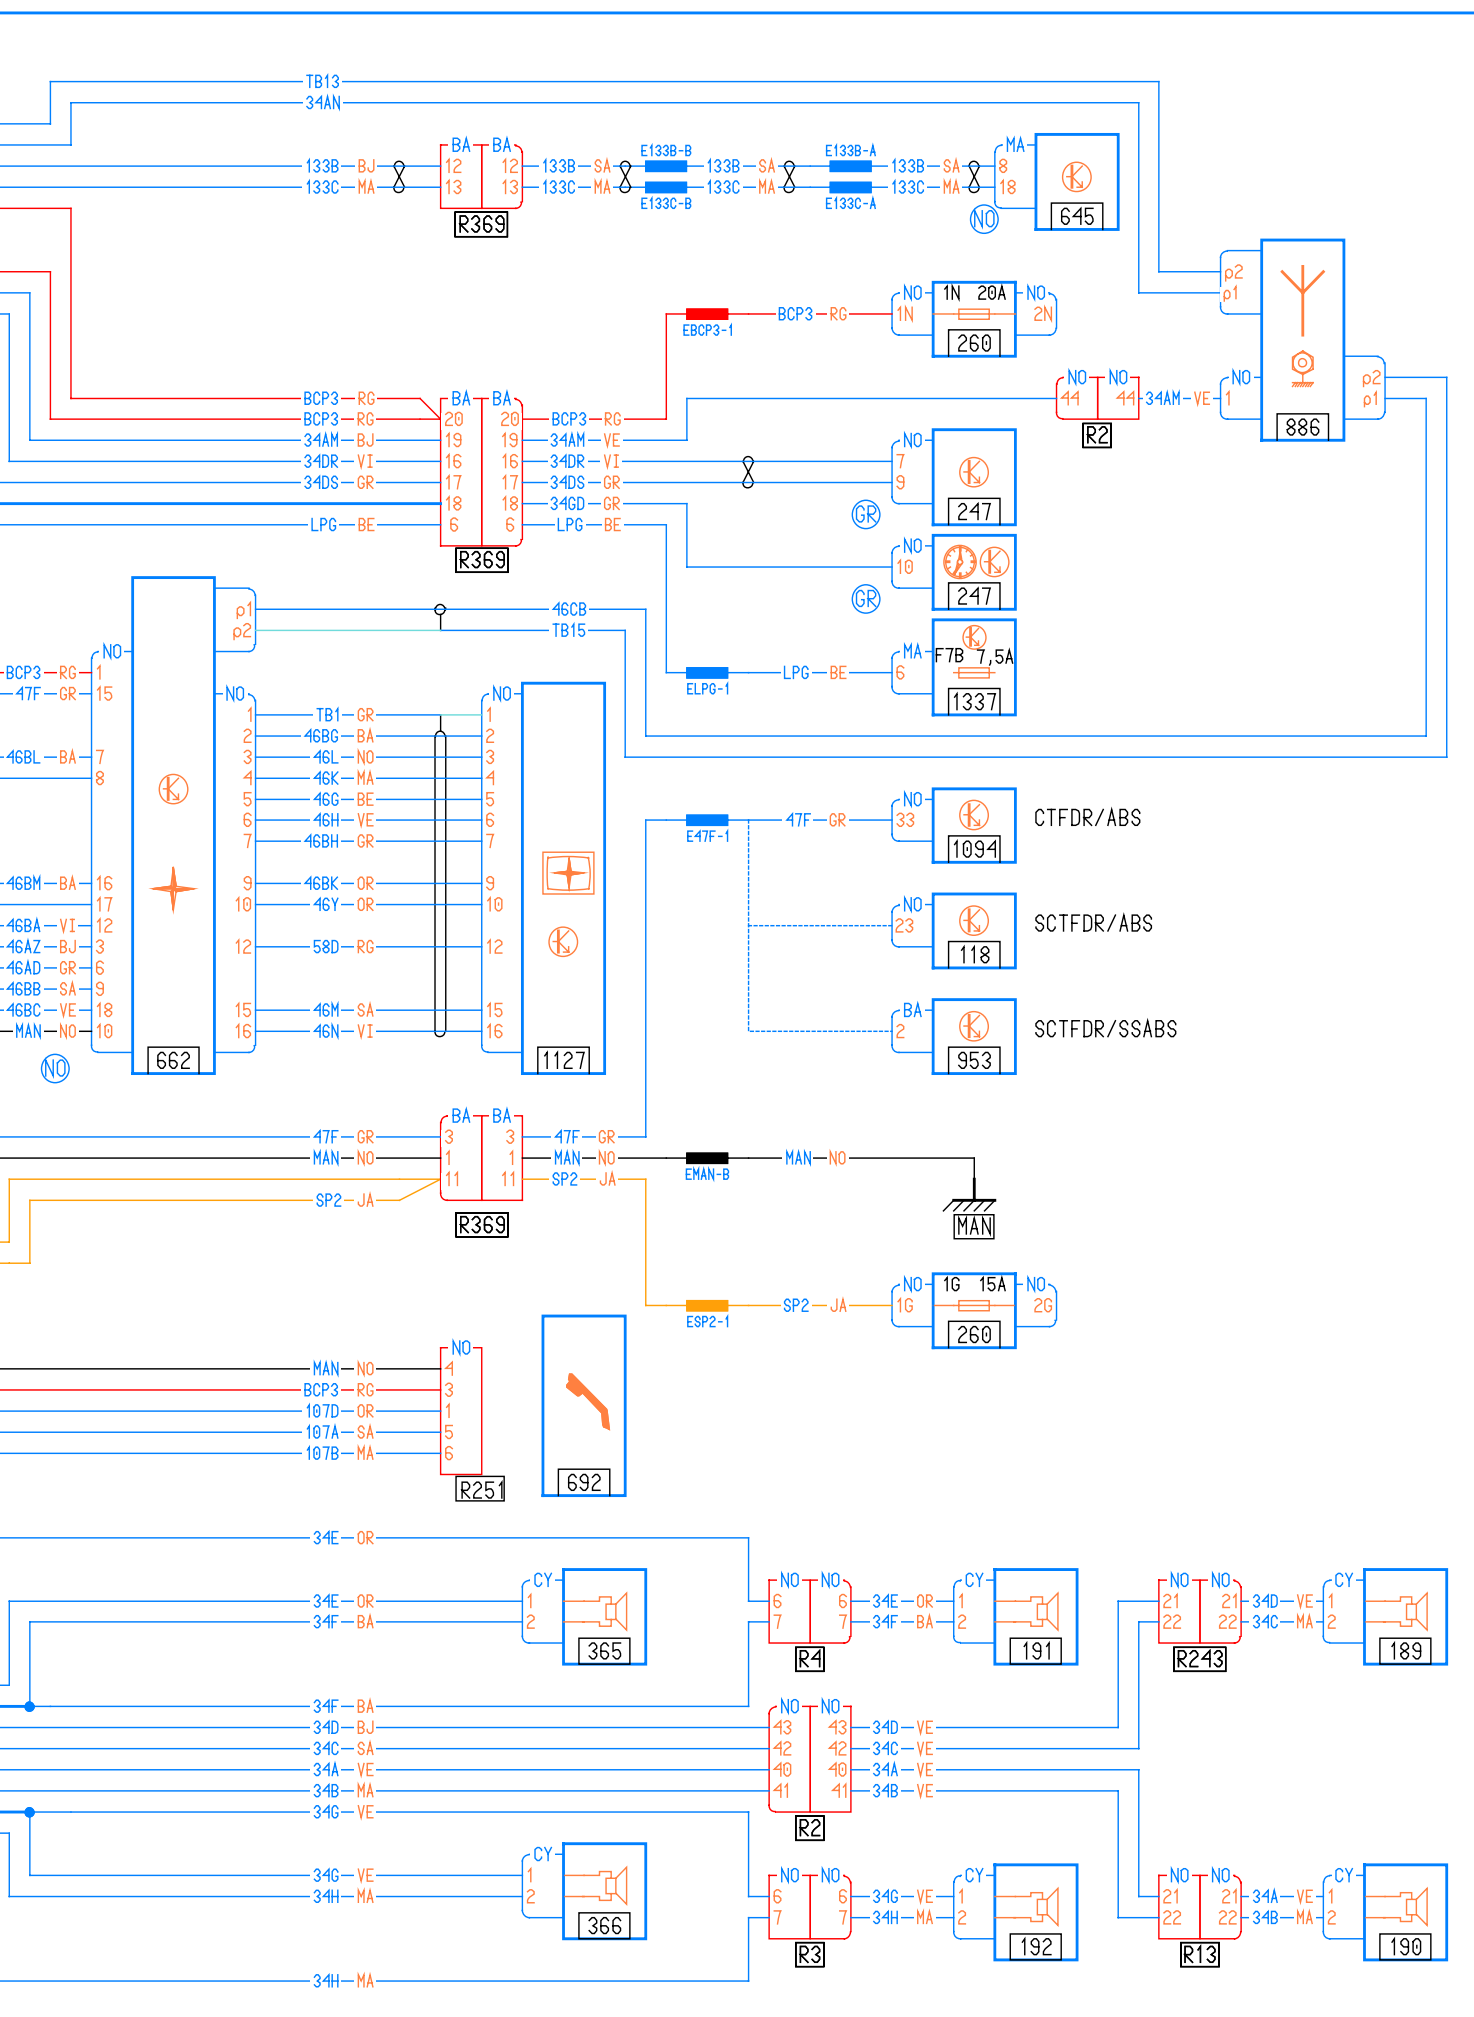 TB13
34AN
BA BA
E133B-B E133B-A MA
133B BJ 12 12 133B SA 133B SA 133B SA 8
133C MA 13 13 133C MA 133C MA 133C MA 18
E133C-B E133C-A
R369 NO 645
p2
NO 1N 20A NO p1
BCP3 RG 1N 2N
EBCP3-1 260
NO NO NO p2
BCP3 RG BA BA 44 44 34AM VE 1 p1
BCP3 RG 20 20 BCP3 RG
R2 886
34AM BJ 19 19 34AM VE NO
34DR VI 16 16 34DR VI 7
34DS GR 17 17 34DS GR 9
18 18 34GD GR GR 247
LPG BE 6 6 LPG BE
R369 NO
10
GR 247
p1 46CB
p2 TB15
NO MA F7B 7,5A
BCP3 RG 1 LPG BE 6
ELPG-1 1337
47F GR 15 NO NO
1 TB1 GR 1
2 46BG BA 2
46BL BA 7 3 46L NO 3
8 4 46K MA 4
5 46G BE 5 NO
6 46H VE 6 47F GR 33 CTFDR/ABS
7 46BH GR 7 E47F-1 1094
46BM BA 16 9 46BK OR 9
17 10 46Y OR 10 NO
46BA VI 12 23 SCTFDR/ABS
46AZ BJ 3 12 58D RG 12 118
46AD GR 6
46BB SA 9
46BC VE 18 15 46M SA 15 BA
MAN NO 10 16 46N VI 16 2 SCTFDR/SSABS
NO 662 1127 953
BA BA
47F GR 3 3 47F GR
MAN NO 1 1 MAN NO MAN NO
EMAN-B
11 11 SP2 JA
SP2 JA
R369 MAN
NO 1G 15A NO
SP2 JA 1G 2G
ESP2-1 260
NO
MAN NO 4
BCP3 RG 3
107D OR 1
107A SA 5
107B MA 6
R251 692
34E OR
CY NO NO CY NO NO CY
34E OR 1 6 6 34E OR 1 21 21 34D VE 1
34F BA 2 7 7 34F BA 2 22 22 34C MA 2
365 R4 191 R243 189
34F BA NO NO
34D BJ 43 43 34D VE
34C SA 42 42 34C VE
34A VE 40 40 34A VE
34B MA 41 41 34B VE
34G VE
R2
CY
34G VE 1 NO NO CY NO NO CY
34H MA 2 6 6 34G VE 1 21 21 34A VE 1
7 7 34H MA 2 22 22 34B MA 2
366 R3 192 R13 190
34H MA